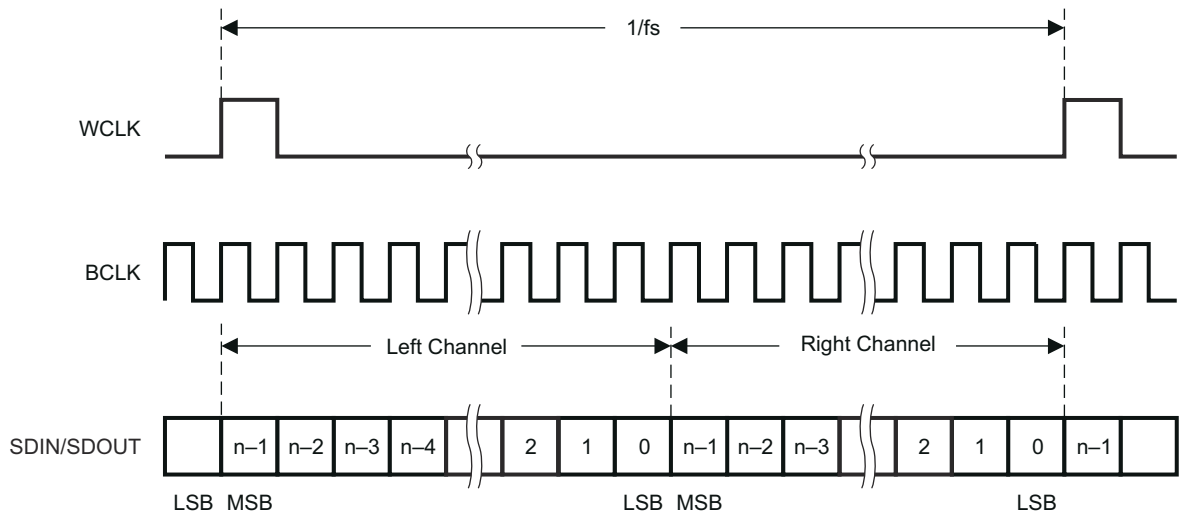 1/fs
WCLK
BCLK
Left Channel
Right Channel
SDIN/SDOUT
n–1 n–2 n–3 n–4 2 1 0 n–1 n–2 n–3 2 1 0 n–1
LSB MSB LSB MSB LSB